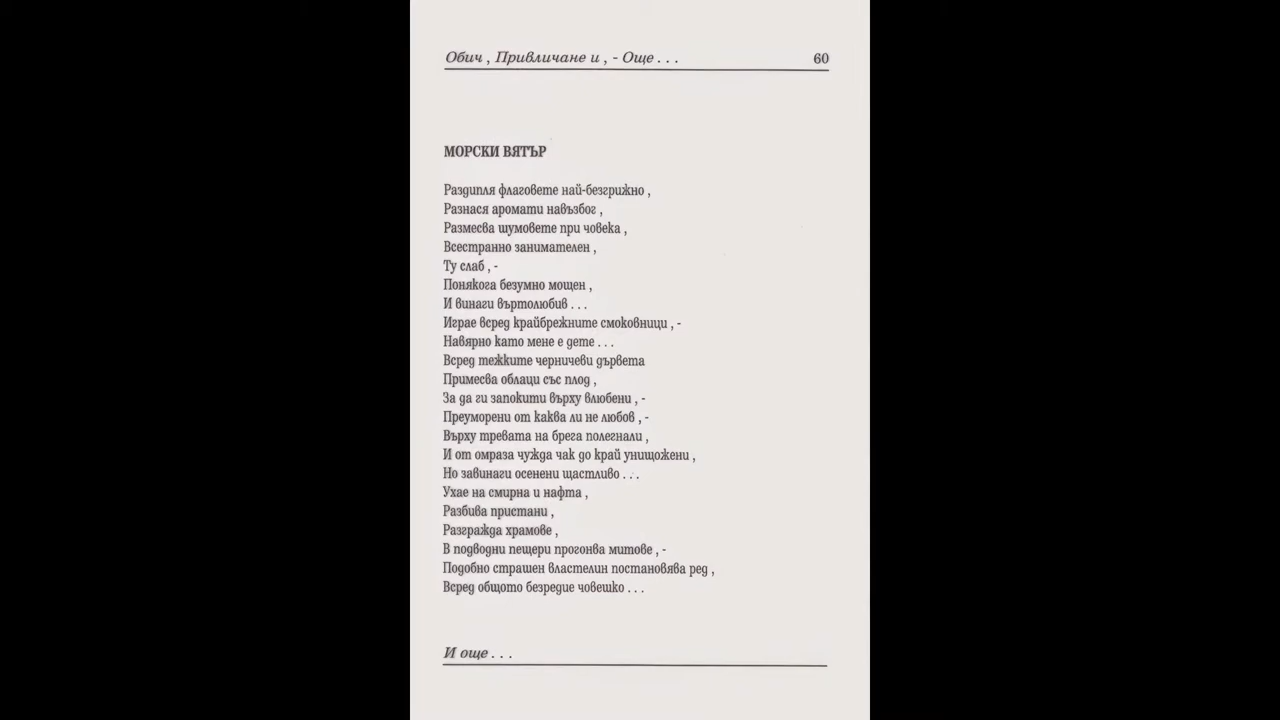 Обич , Привличане и , - Още . . . 60
МОРСКИ ВЯТЪР
Раздипля флаговете най-безгрижно ,
Разнася аромати навъзбог ,
Размесва шумовете при човека ,
Всестранно занимателен ,
Ту слаб , -
Понякога безумно мощен ,
И винаги въртолюбив . . .
Играе всред крайбрежните смоковници , -
Навярно като мене е дете . . .
Всред тежките черничеви дървета
Примесва облаци със плод ,
За да ги запокити върху влюбени , -
Преуморени от каква ли не любов , -
Върху тревата на брега полегнали ,
И от омраза чужда чак до край унищожени ,
Но завинаги осенени щастливо . . .
Ухае на смирна и нафта ,
Разбива пристани ,
Разгражда храмове ,
В подводни пещери прогонва митове , -
Подобно страшен властелин постановява ред ,
Всред общото безредие човешко . . .
И още . . .